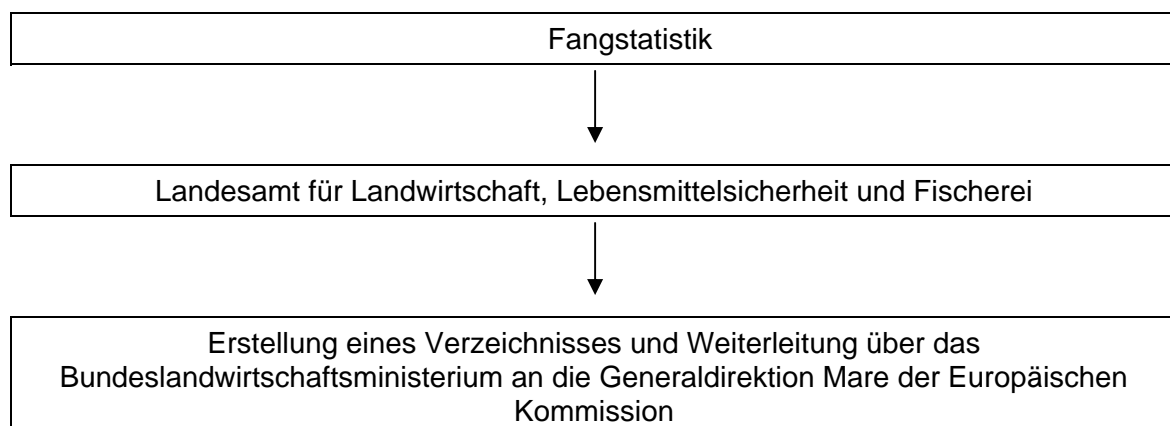 Fangstatistik
Landesamt für Landwirtschaft, Lebensmittelsicherheit und Fischerei
Erstellung eines Verzeichnisses und Weiterleitung über das
Bundeslandwirtschaftsministerium an die Generaldirektion Mare der Europäischen
Kommission